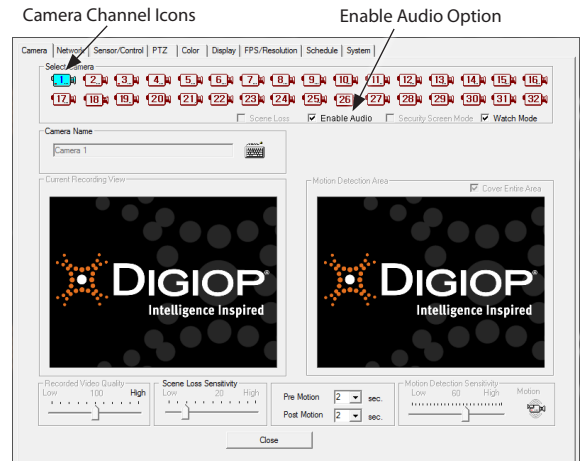 Camera Channel Icons Enable Audio Option
Camera Network Sensor/Control PTZ Color Display FPS/Resolution Schedule System
Select Camera
1 2 3 4 5 6 7 8 9 10 11 12 13 14 15 16
17 18 19 20 21 22 23 24 25 26 27 28 29 30 31 32
Scene Loss Enable Audio Security Screen Mode Watch Mode
Camera Name
Camera 1
Current Recording View Motion Detection Area
Cover Entire Area
DIGIOP® DIGIOP®
Intelligence Inspired Intelligence Inspired
Recorded Video Quality Scene Loss Sensitivity Motion Detection Sensitivity
Low 100 High Low 20 High Pre Motion 2 sec. Low 60 High Motion
Post Motion 2 sec.
Close